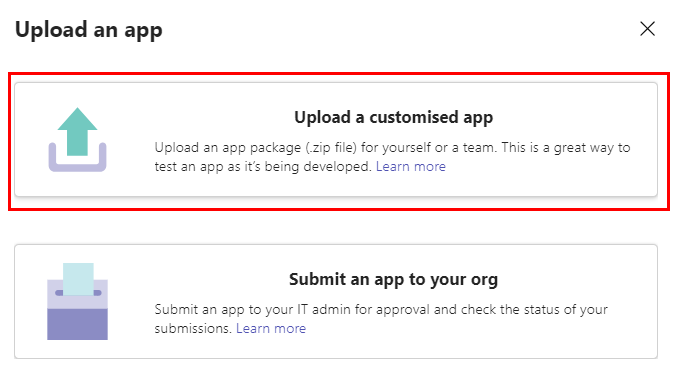 Upload an app
Upload a customised app
Upload an app package (.zip file) for yourself or a team. This is a great way to
test an app as it's being developed. Learn more
Submit an app to your org
Submit an app to your IT admin for approval and check the status of your
submissions. Learn more